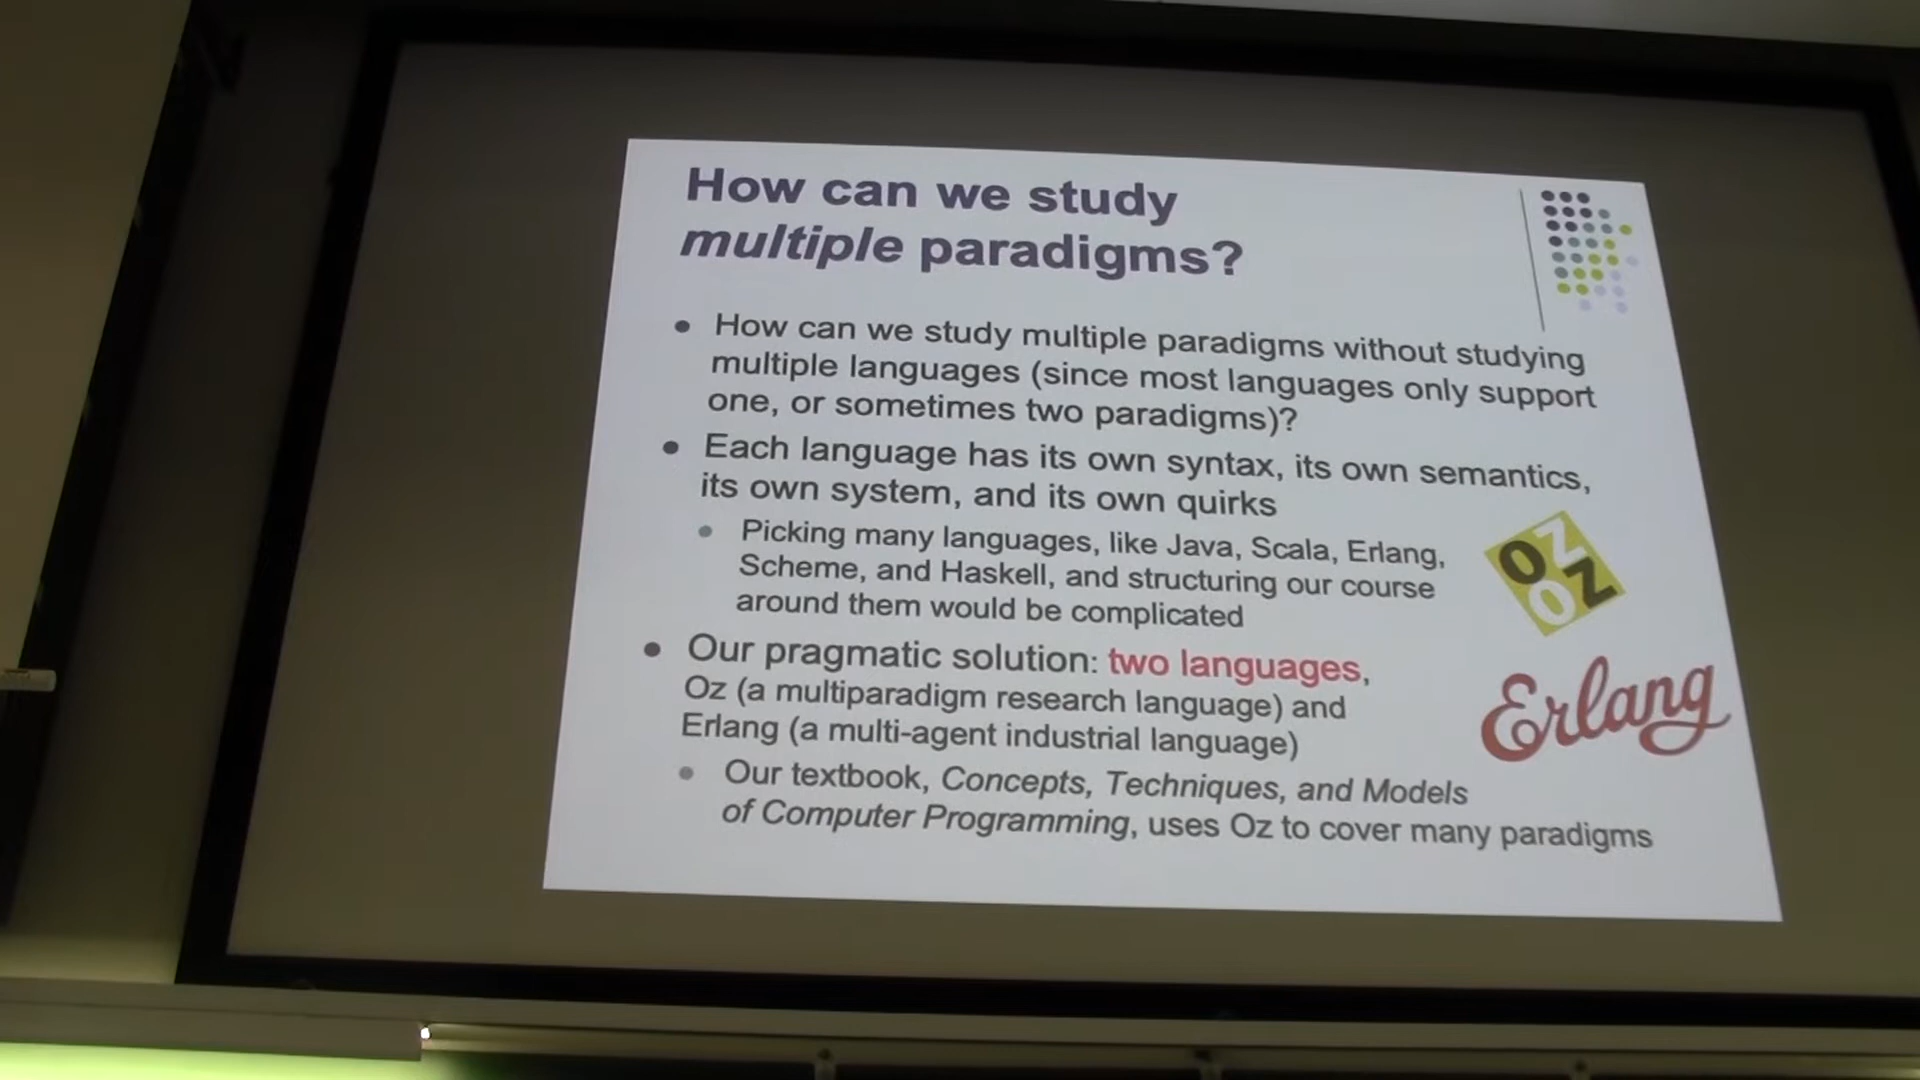 How can we study
multiple paradigms?
How can we study multiple paradigms without studying
multiple languages (since most languages only support
one, or sometimes two paradigms)?
Each language has its own syntax, its own semantics,
its own system, and its own quirks
Picking many languages, like Java, Scala, Erlang,
Scheme, and Haskell, and structuring our course
around them would be complicated
OZ
OZ
Our pragmatic solution: two languages,
Oz (a multiparadigm research language) and
Erlang (a multi-agent industrial language)
Erlang
Our textbook, Concepts, Techniques, and Models
of Computer Programming, uses Oz to cover many paradigms